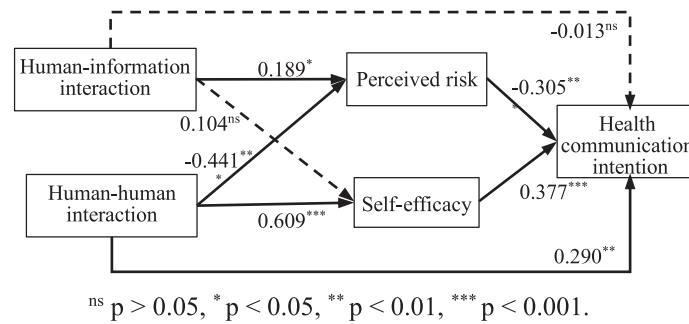 -0.013ns
Human-information
interaction
0.189*
Perceived risk
-0.305**
*
0.104ns
-0.441**
*
Health
communication
intention
Human-human
interaction
0.609***
Self-efficacy
0.377***
0.290**
ns p > 0.05, * p < 0.05, ** p < 0.01, *** p < 0.001.